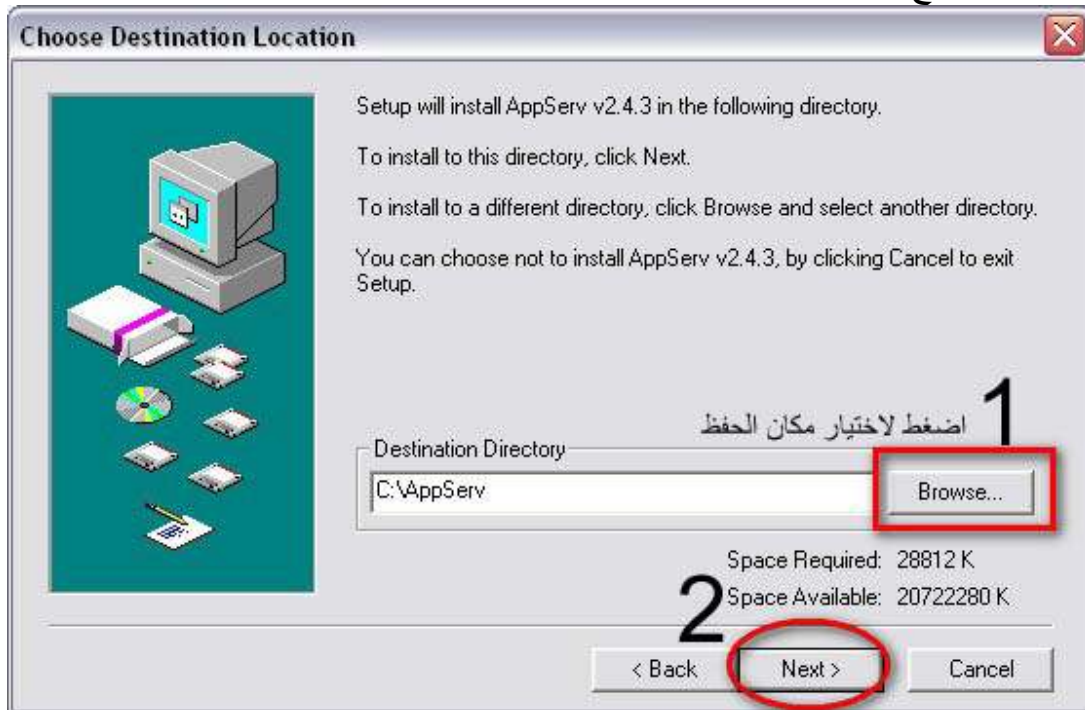 Choose Destination Location
Setup will install AppServ v2.4.3 in the following directory.
To install to this directory, click Next.
To install to a different directory, click Browse and select another directory.
You can choose not to install AppServ v2.4.3, by clicking Cancel to exit
Setup.
1
اضغط لاختيار مكان الحفظ
Destination Directory
C:\AppServ
Browse...
Space Required: 28812 K
Space Available: 20722280 K
2
< Back
Next >
Cancel